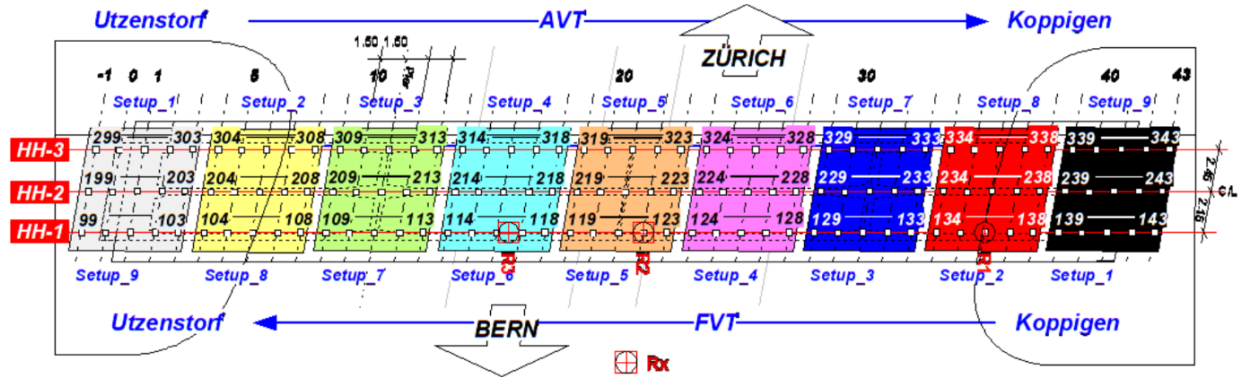 Utzenstorf AVT Koppigen
ZÜRICH
1.50 1.50
-1 0 1 5 10 20 30 40 43
Setup_1 Setup_2 Setup_3 Setup_4 Setup_5 Setup_6 Setup_7 Setup_8 Setup_9
HH-3 299 303 304 308 309 313 314 318 319 323 324 328 329 333 334 338 339 343
HH-2 199 203 204 208 209 213 214 218 219 223 224 228 229 233 234 238 239 243
HH-1 99 103 104 108 109 113 114 118 119 123 124 128 129 133 134 138 139 143
2.16
R3 R2 R1
Setup_9 Setup_8 Setup_7 Setup_6 Setup_5 Setup_4 Setup_3 Setup_2 Setup_1
Utzenstorf FVT Koppigen
BERN
Rx